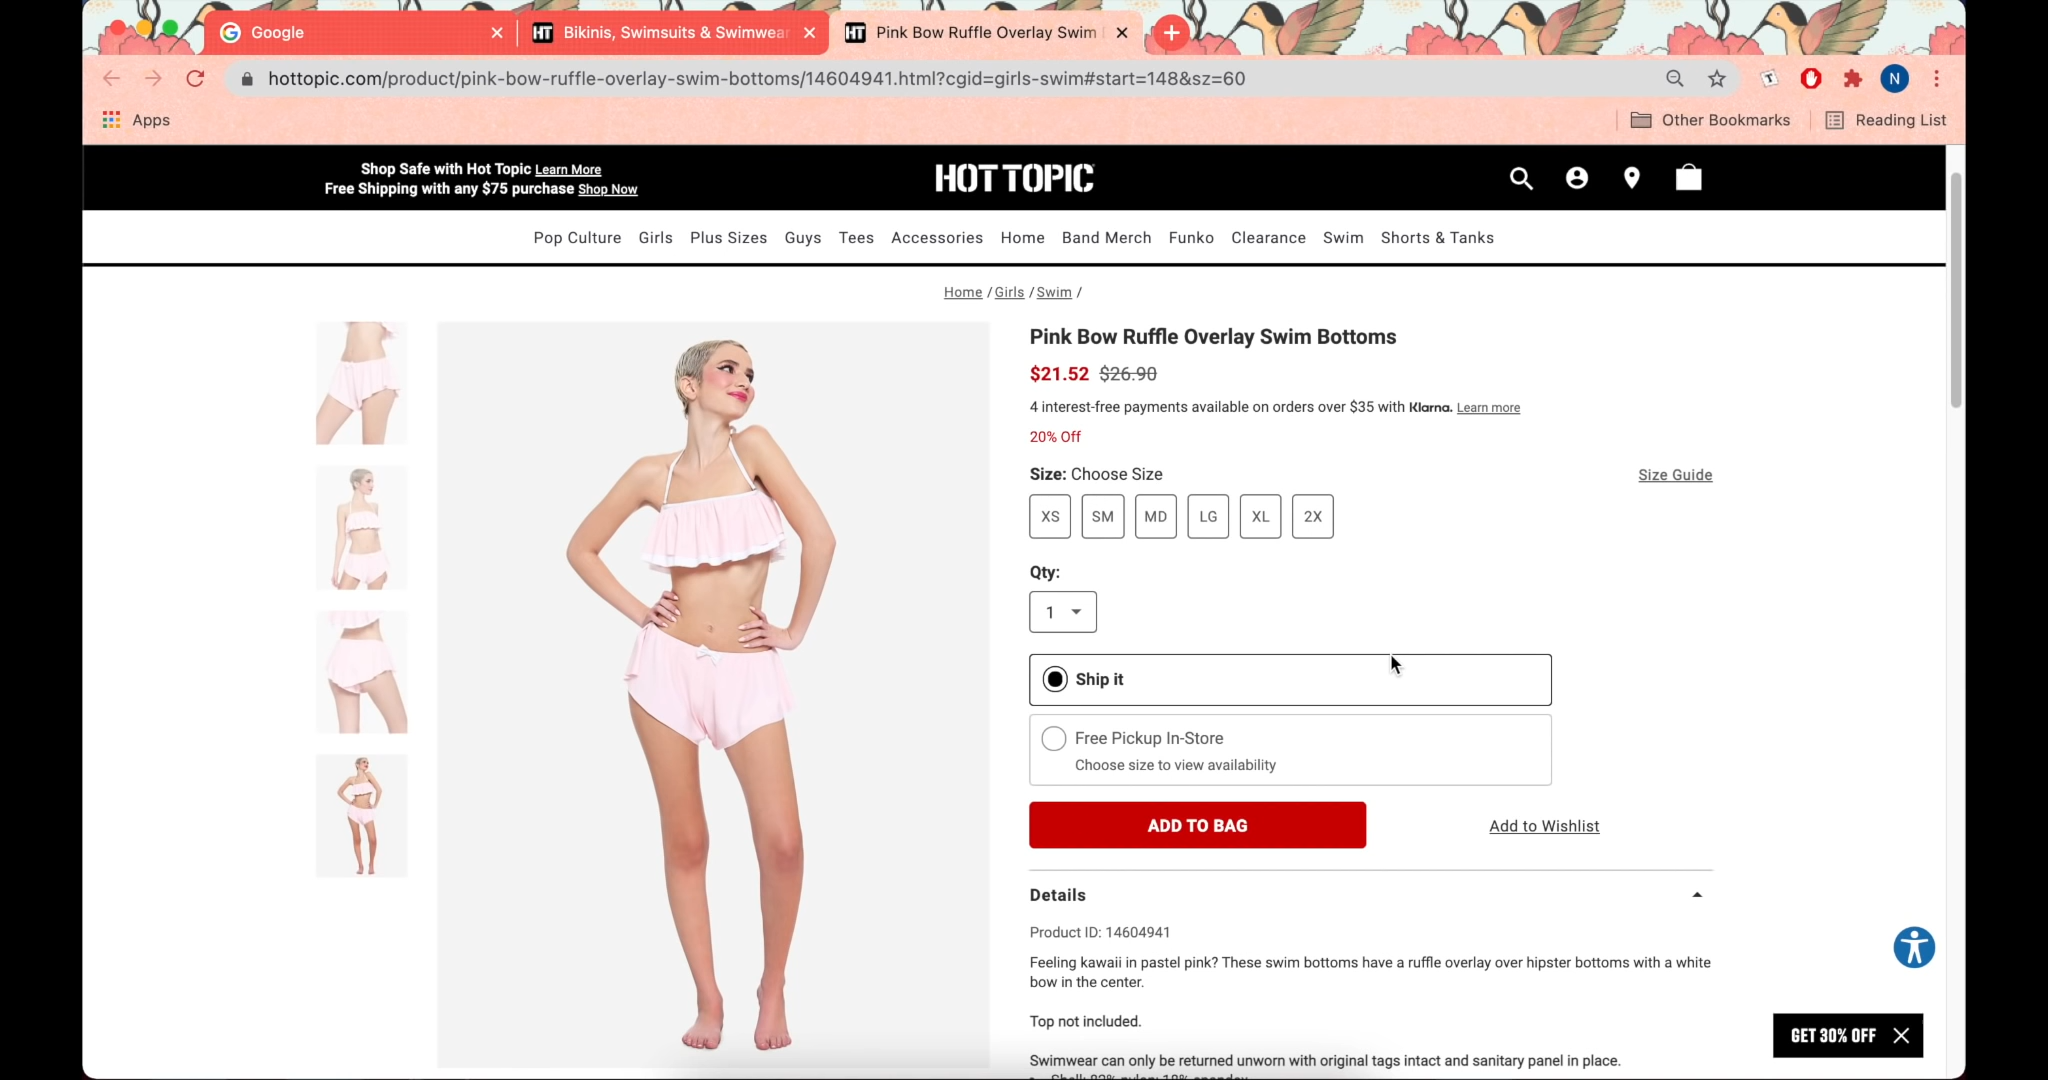 Google
HT Bikinis, Swimsuits & Swimwear
HT Pink Bow Ruffle Overlay Swim
hottopic.com/product/pink-bow-ruffle-overlay-swim-bottoms/14604941.html?cgid=girls-swim#start=148&sz=60
N
Apps
Other Bookmarks
Reading List
Shop Safe with Hot Topic Learn More
Free Shipping with any $75 purchase Shop Now
HOT TOPIC
Pop Culture Girls Plus Sizes Guys Tees Accessories Home Band Merch Funko Clearance Swim Shorts & Tanks
Home / Girls / Swim /
Pink Bow Ruffle Overlay Swim Bottoms
$21.52 $26.90
4 interest-free payments available on orders over $35 with Klarna. Learn more
20% Off
Size: Choose Size
Size Guide
XS SM MD LG XL 2X
Qty:
1
Ship it
Free Pickup In-Store
Choose size to view availability
ADD TO BAG
Add to Wishlist
Details
Product ID: 14604941
Feeling kawaii in pastel pink? These swim bottoms have a ruffle overlay over hipster bottoms with a white
bow in the center.
Top not included.
GET 30% OFF
Swimwear can only be returned unworn with original tags intact and sanitary panel in place.